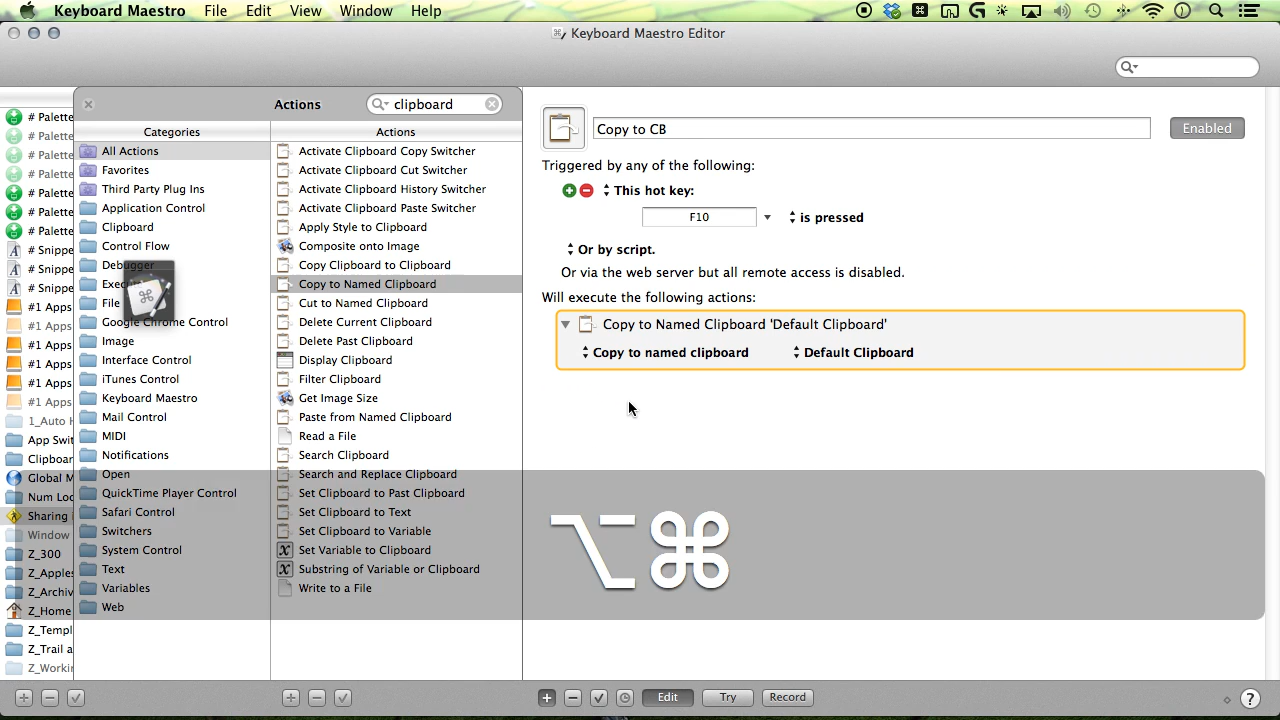 Keyboard Maestro File Edit View Window Help
Keyboard Maestro Editor
Actions
clipboard
Categories
Actions
# Palette
# Palette
# Palette
# Palette
# Palette
# Palette
# Palette
# Snippe
# Snippe
# Snippe
#1 Apps
#1 Apps
#1 Apps
#1 Apps
#1 Apps
#1 Apps
1_Auto H
App Swit
Clipboar
Global M
Num Loc
Sharing
Window
Z_300
Z_Apples
Z_Archiv
Z_Home
Z_Templ
Z_Trail a
Z_Workin
All Actions
Favorites
Third Party Plug Ins
Application Control
Clipboard
Control Flow
Debugger
Execu
File
Google Chrome Control
Image
Interface Control
iTunes Control
Keyboard Maestro
Mail Control
MIDI
Notifications
Open
QuickTime Player Control
Safari Control
Switchers
System Control
Text
Variables
Web
Activate Clipboard Copy Switcher
Activate Clipboard Cut Switcher
Activate Clipboard History Switcher
Activate Clipboard Paste Switcher
Apply Style to Clipboard
Composite onto Image
Copy Clipboard to Clipboard
Copy to Named Clipboard
Cut to Named Clipboard
Delete Current Clipboard
Delete Past Clipboard
Display Clipboard
Filter Clipboard
Get Image Size
Paste from Named Clipboard
Read a File
Search Clipboard
Search and Replace Clipboard
Set Clipboard to Past Clipboard
Set Clipboard to Text
Set Clipboard to Variable
Set Variable to Clipboard
Substring of Variable or Clipboard
Write to a File
Copy to CB
Enabled
Triggered by any of the following:
This hot key:
F10
is pressed
Or by script.
Or via the web server but all remote access is disabled.
Will execute the following actions:
Copy to Named Clipboard 'Default Clipboard'
Copy to named clipboard Default Clipboard
⌥⌘
Edit Try Record
?